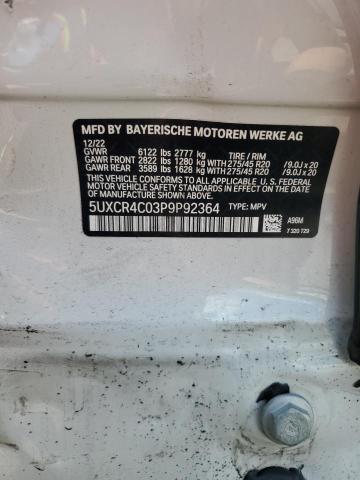 MFD BY BAYERISCHE MOTOREN WERKE AG
12/22
GVWR 6122 lbs 2777 kg TIRE / RIM
GAWR FRONT 2822 lbs 1280 kg 275/45 R20 / 9.0J x 20
GAWR REAR 3589 lbs 1628 kg 275/45 R20 / 9.0J x 20
THIS VEHICLE CONFORMS TO ALL APPLICABLE
FEDERAL MOTOR VEHICLE SAFETY STANDARDS IN
EFFECT ON THE DATE OF MANUFACTURE SHOWN ABOVE.
5UXCR4C03P9P92364 TYPE: MPV A96M
7 320 729